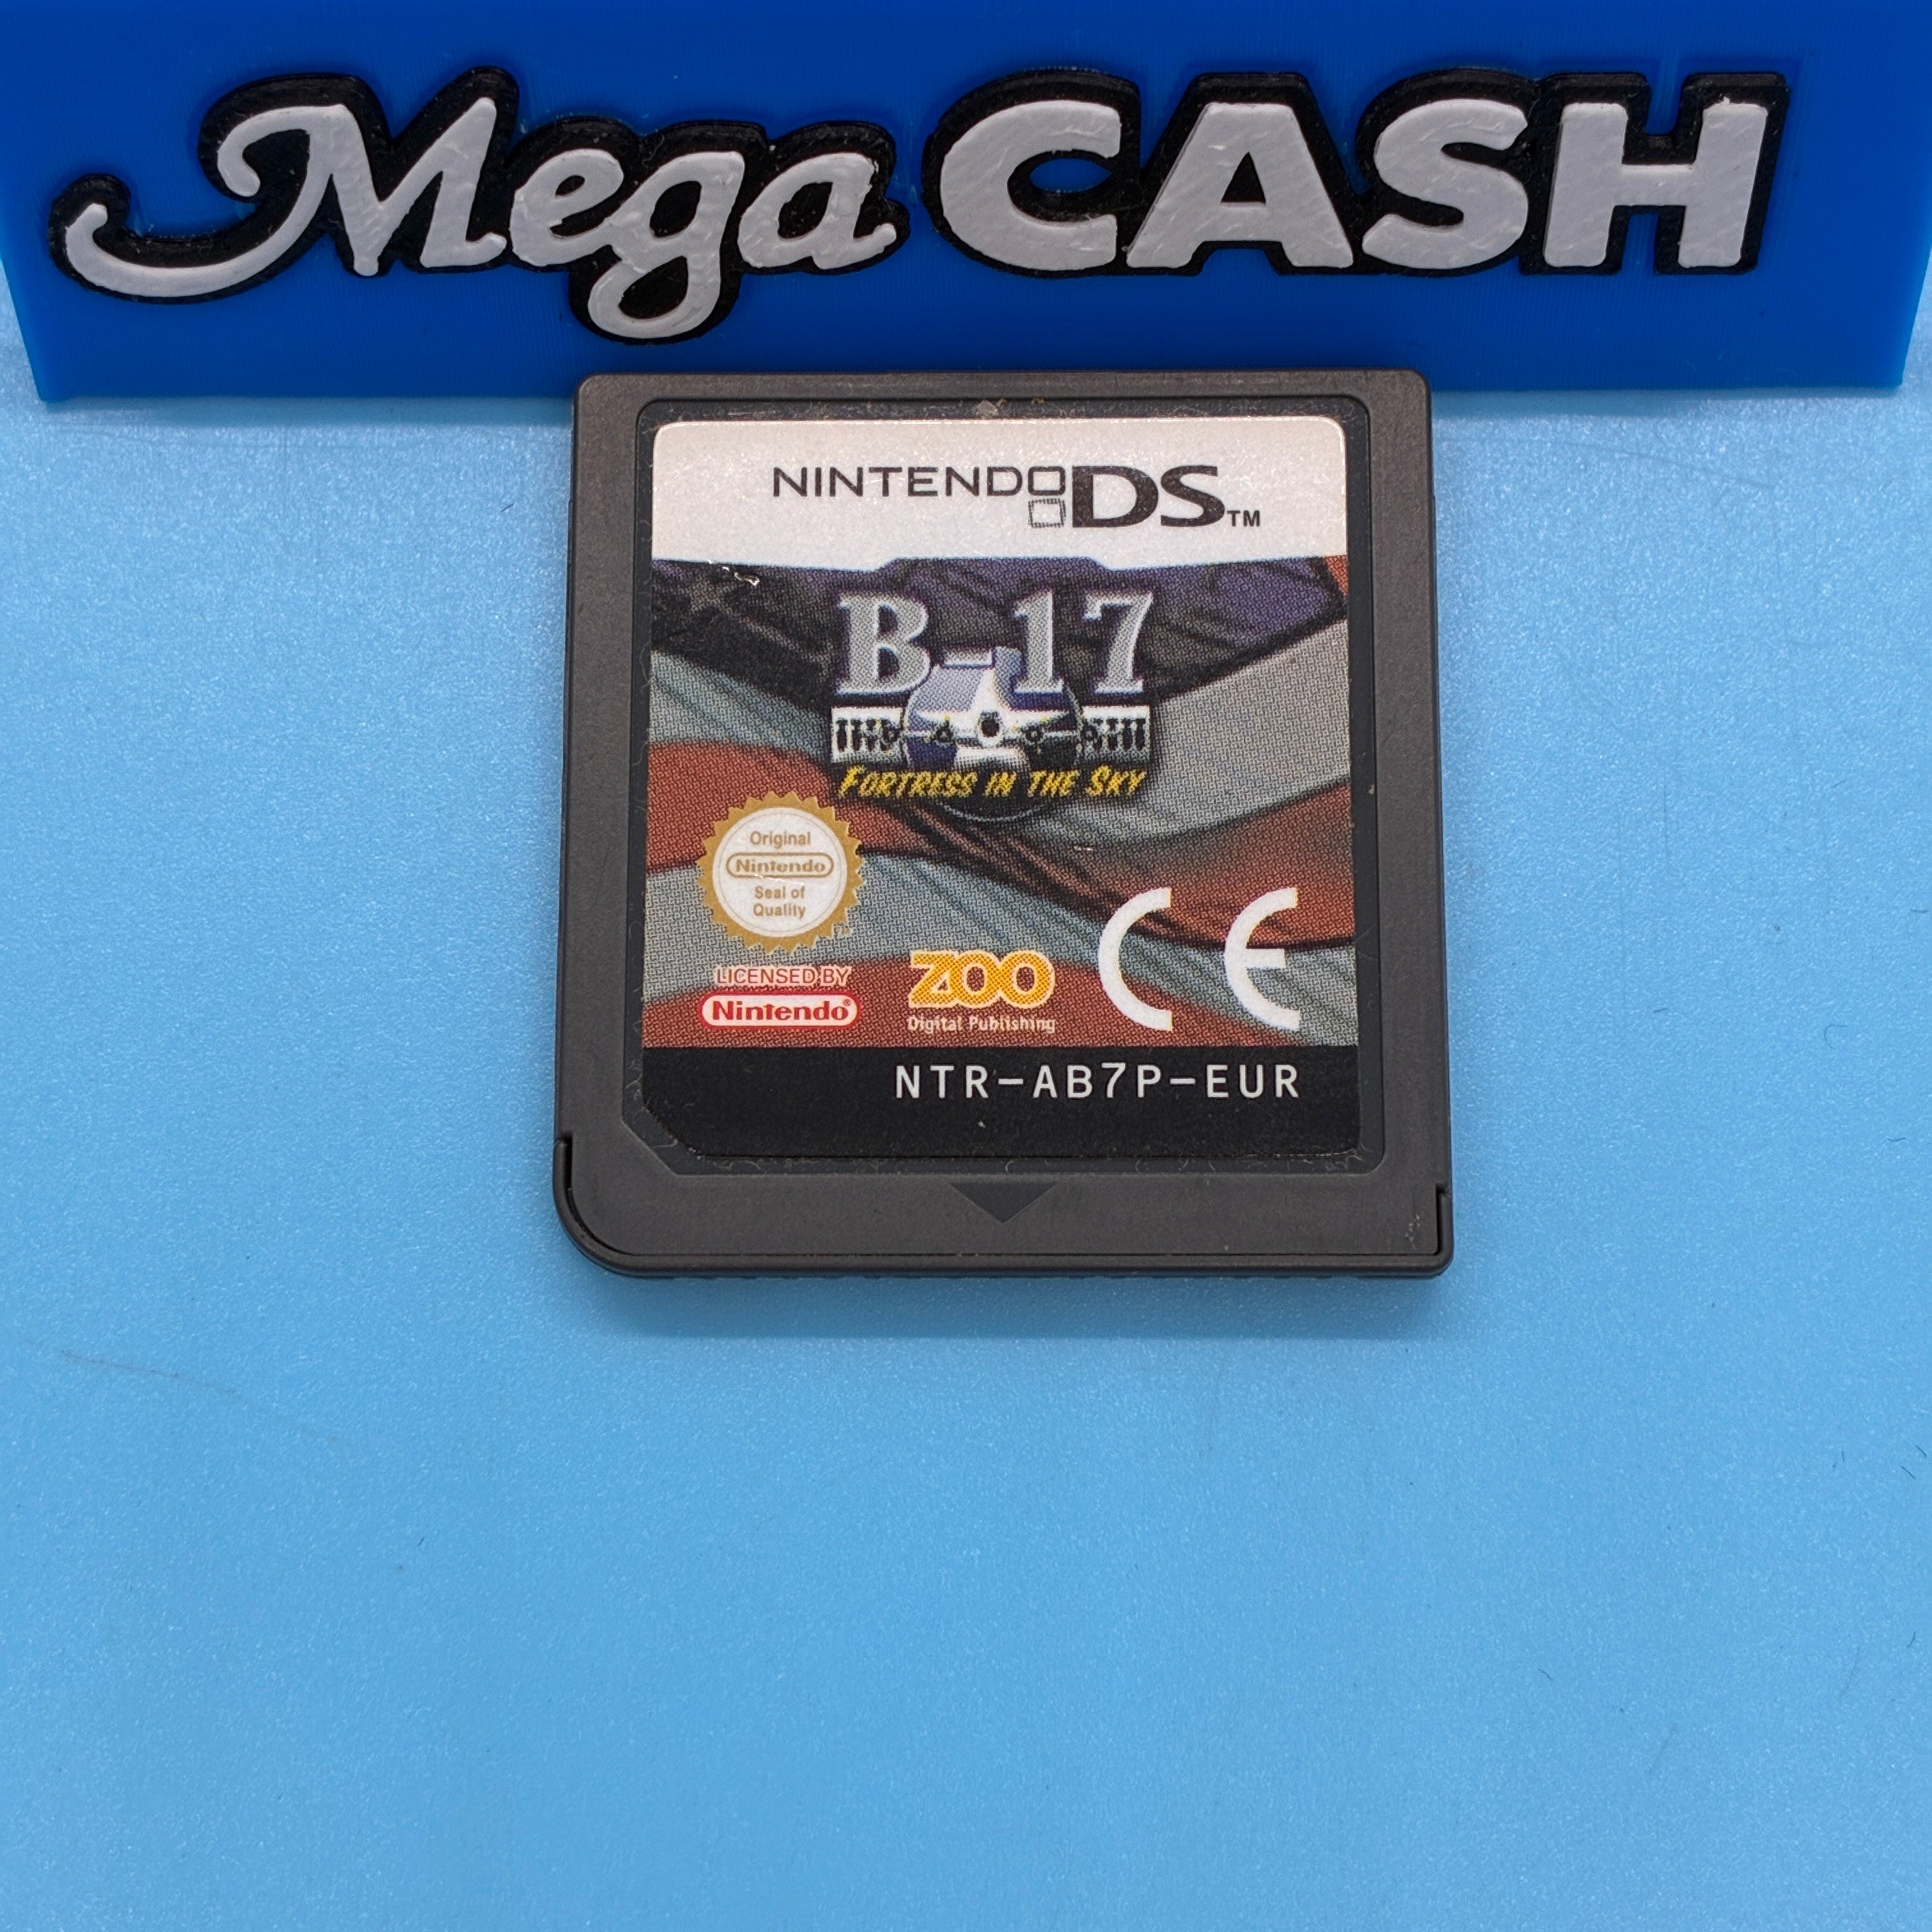 Mega CASH
NINTENDO DS™
B-17
FORTRESS IN THE SKY
Original
Nintendo
Seal of
Quality
LICENSED BY
Nintendo®
ZOO
Digital Publishing
CE
NTR-AB7P-EUR